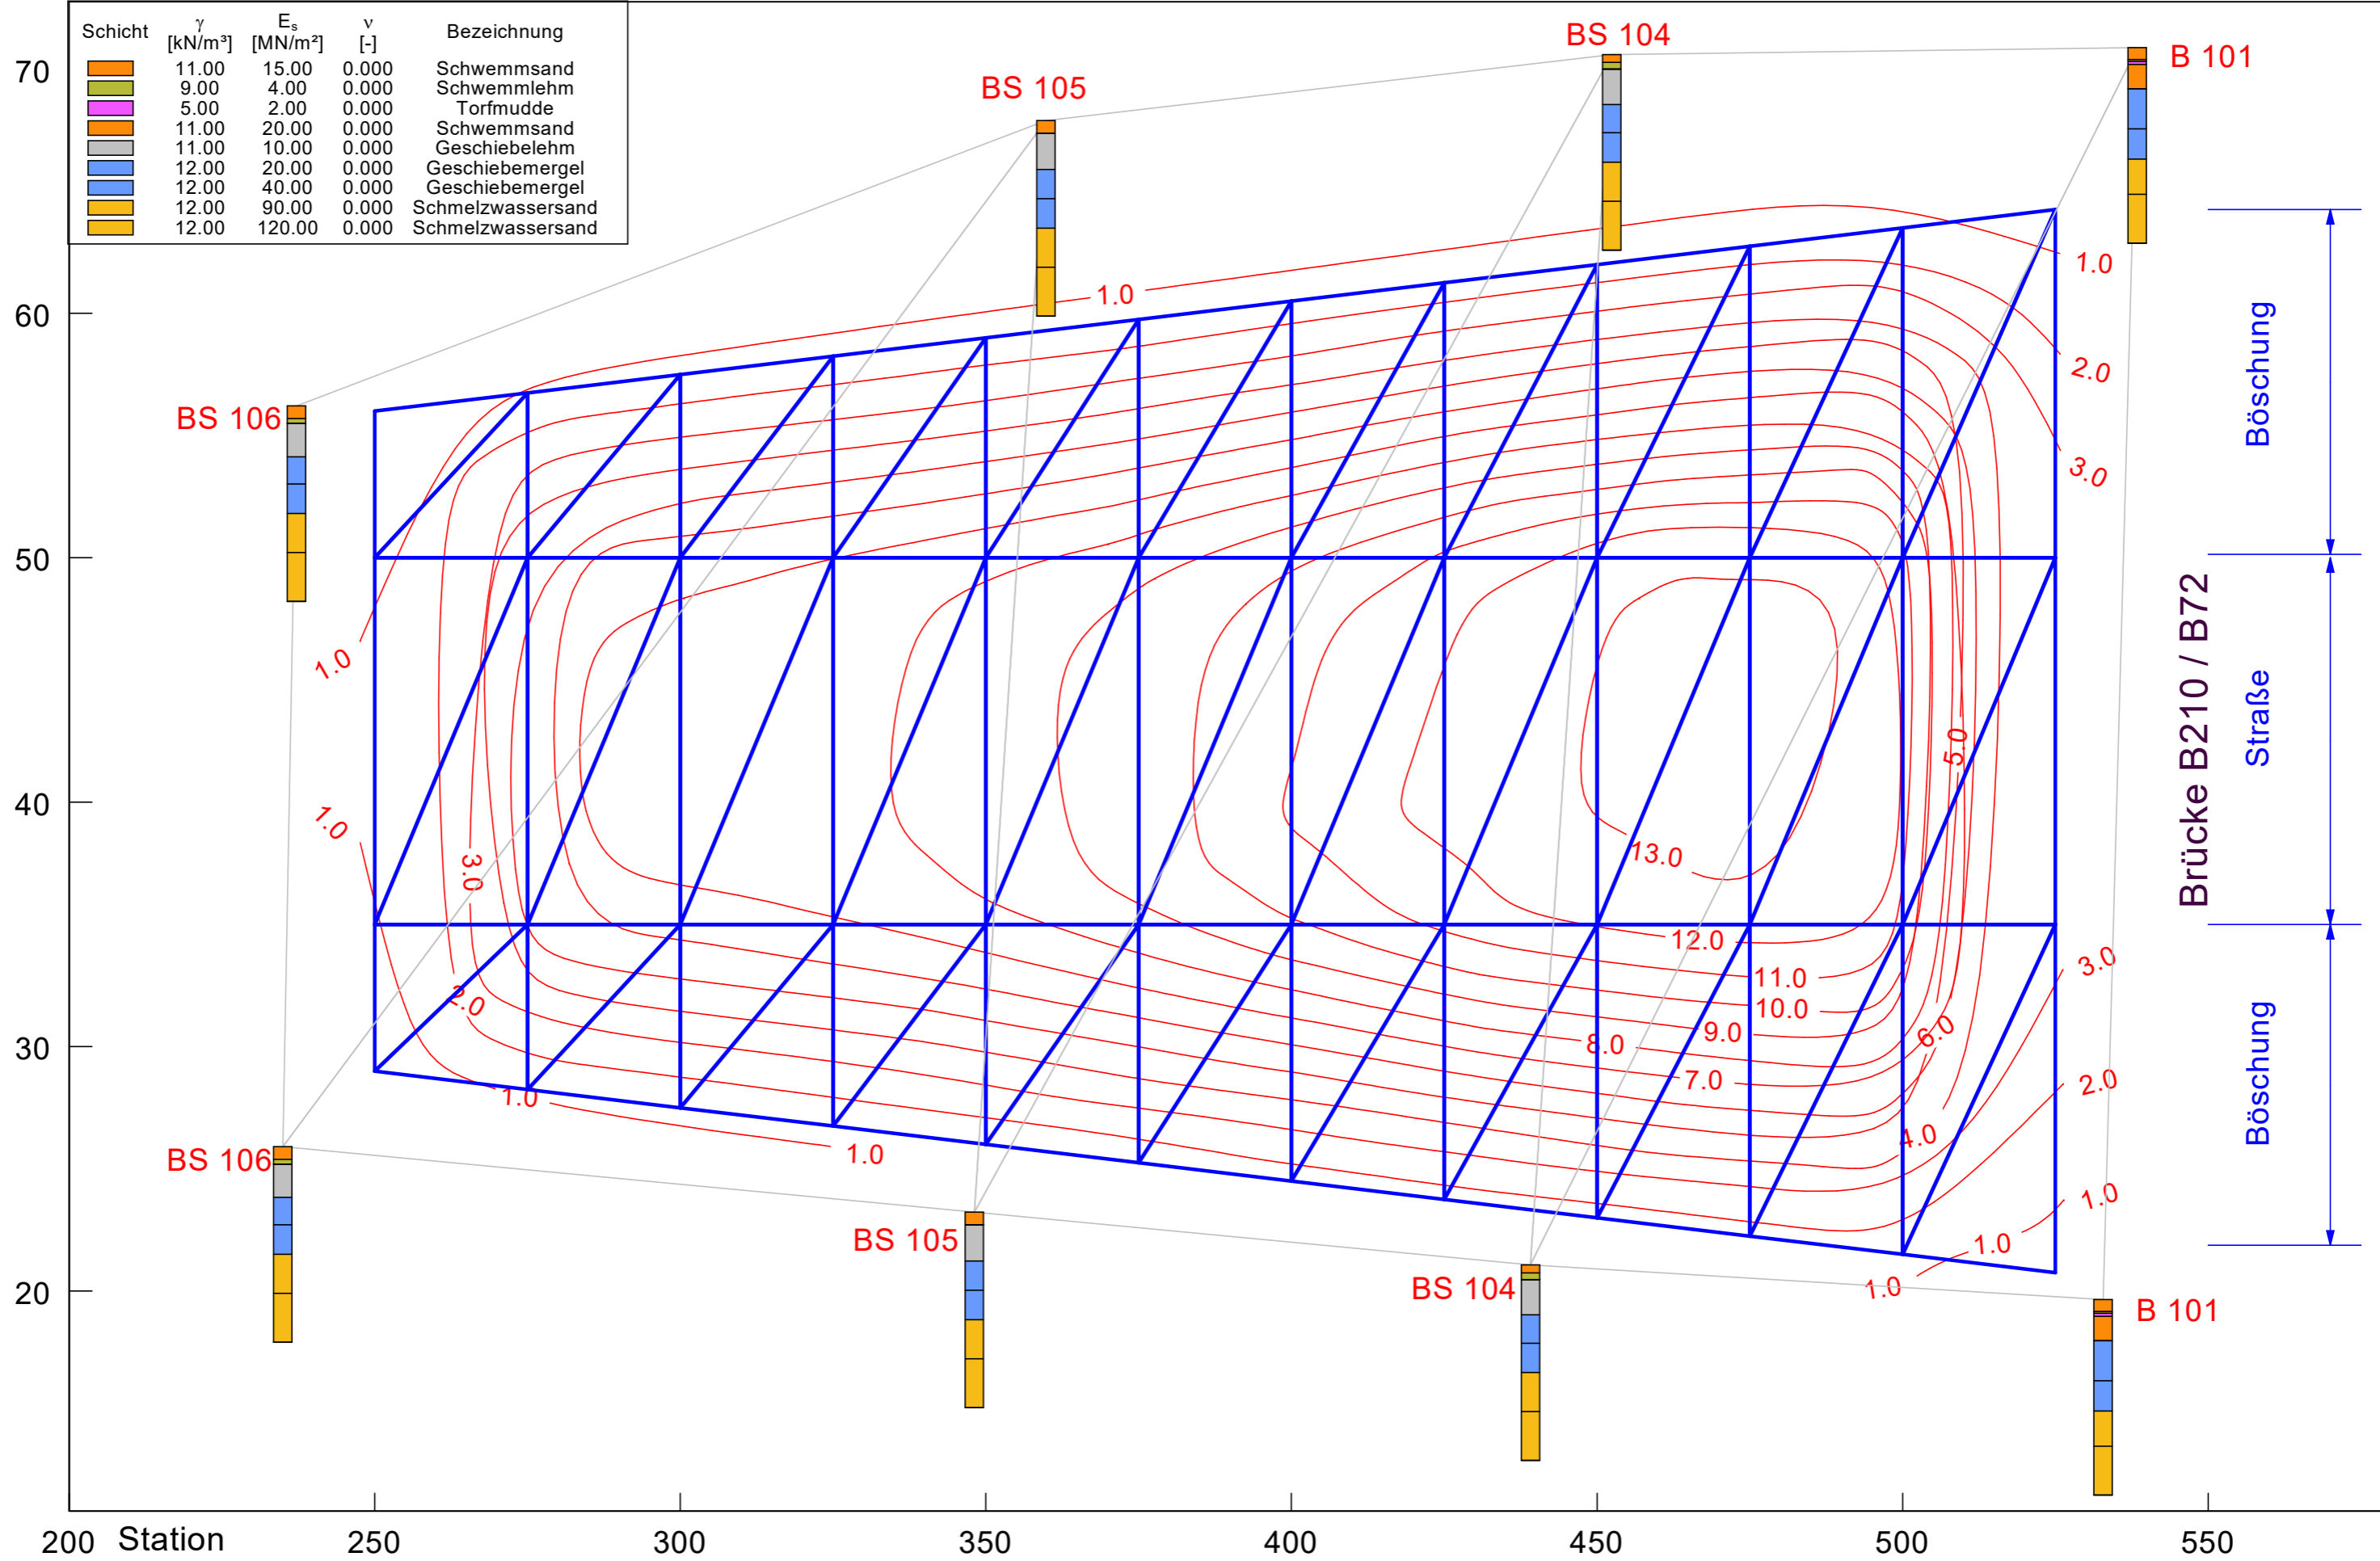 Schicht γ [kN/m³] Es [MN/m²] ν [-] Bezeichnung
11.00 15.00 0.000 Schwemmsand
9.00 4.00 0.000 Schwemmlehm
5.00 2.00 0.000 Torfmudde
11.00 20.00 0.000 Schwemmsand
11.00 10.00 0.000 Geschiebelehm
12.00 20.00 0.000 Geschiebemergel
12.00 40.00 0.000 Geschiebemergel
12.00 90.00 0.000 Schmelzwassersand
12.00 120.00 0.000 Schmelzwassersand
BS 104
B 101
70
BS 105
1.0
1.0
60
2.0
BS 106
3.0
Böschung
50
1.0
Brücke B210 / B72
Straße
5.0
40
1.0
13.0
3.0
12.0
3.0
11.0
2.0
10.0
9.0
6.0
8.0
30
7.0
2.0
1.0
4.0
Böschung
1.0
BS 106
1.0
BS 105
1.0
BS 104
1.0
20
B 101
200 Station 250 300 350 400 450 500 550